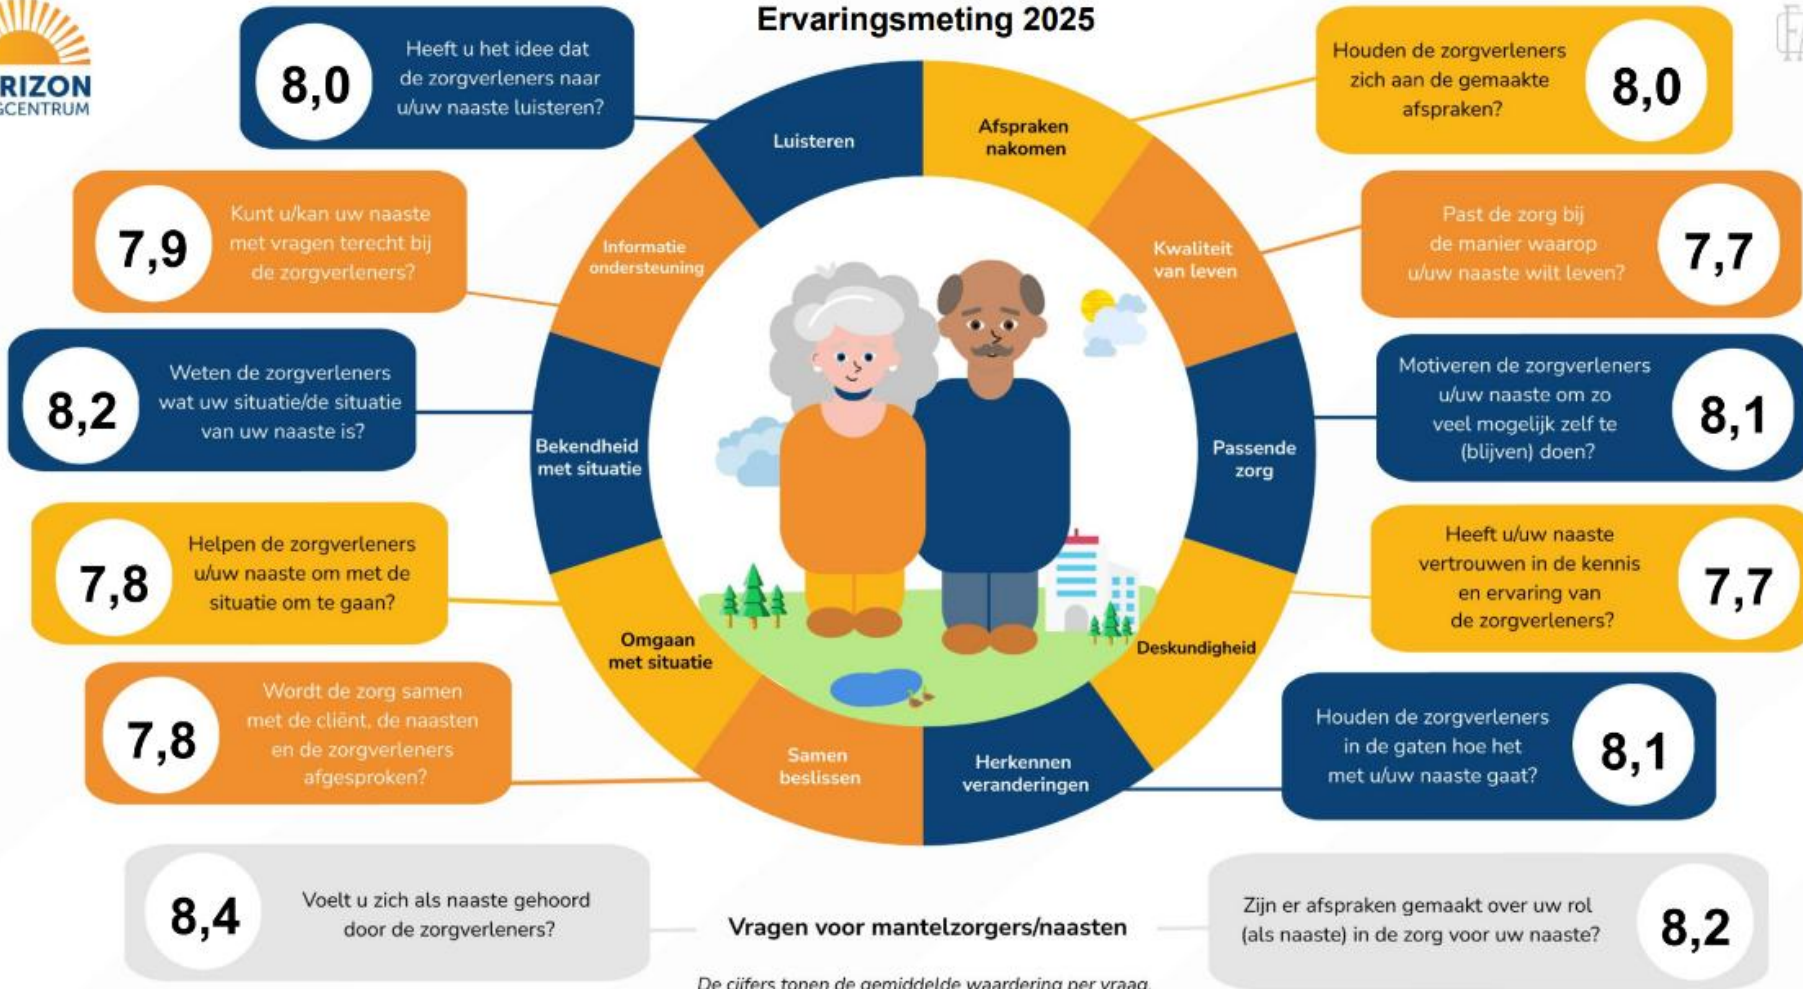 Ervaringsmeting 2025
RIZON
GCENTRUM
8,0
Heeft u het idee dat
de zorgverleners naar
u/uw naaste luisteren?
Houden de zorgverleners
zich aan de gemaakte
afspraken?
8,0
Luisteren
Afspraken
nakomen
7,9
Kunt u/kan uw naaste
met vragen terecht bij
de zorgverleners?
Informatie
ondersteuning
Kwaliteit
van leven
Past de zorg bij
de manier waarop
u/uw naaste wilt leven?
7,7
8,2
Weten de zorgverleners
wat uw situatie/de situatie
van uw naaste is?
Bekendheid
met situatie
Passende
zorg
Motiveren de zorgverleners
u/uw naaste om zo
veel mogelijk zelf te
(blijven) doen?
8,1
7,8
Helpen de zorgverleners
u/uw naaste om met de
situatie om te gaan?
Omgaan
met situatie
Deskundigheid
Heeft u/uw naaste
vertrouwen in de kennis
en ervaring van
de zorgverleners?
7,7
7,8
Wordt de zorg samen
met de cliënt, de naasten
en de zorgverleners
afgesproken?
Samen
beslissen
Herkennen
veranderingen
Houden de zorgverleners
in de gaten hoe het
met u/uw naaste gaat?
8,1
8,4
Voelt u zich als naaste gehoord
door de zorgverleners?
Vragen voor mantelzorgers/naasten
Zijn er afspraken gemaakt over uw rol
(als naaste) in de zorg voor uw naaste?
8,2
De cijfers tonen de gemiddelde waardering per vraag.